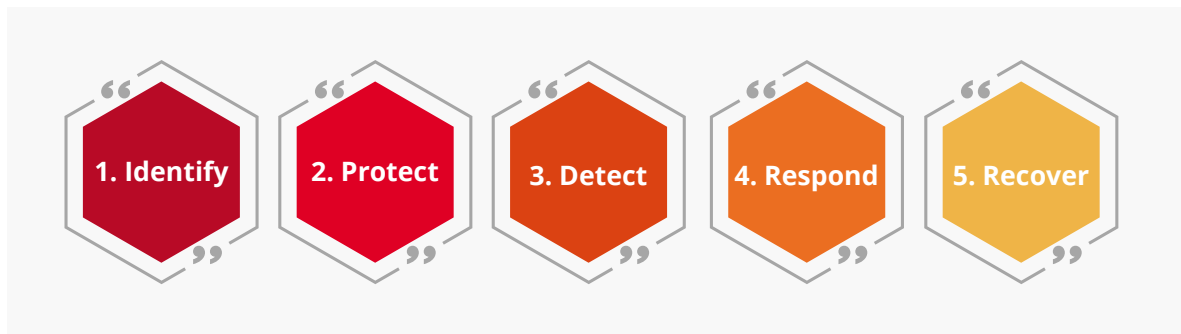 1. Identify
2. Protect
3. Detect
4. Respond
5. Recover